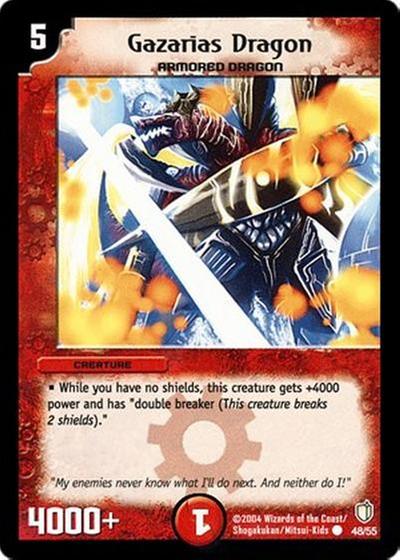 5
Gazarias Dragon
ARMORED DRAGON
CREATURE
▪ While you have no shields, this creature gets +4000
power and has "double breaker (This creature breaks
2 shields)."
"My enemies never know what I'll do next. And neither do I!"
4000+
1
©2004 Wizards of the Coast/
Shogakukan/Mitsui-Kids ● 48/55